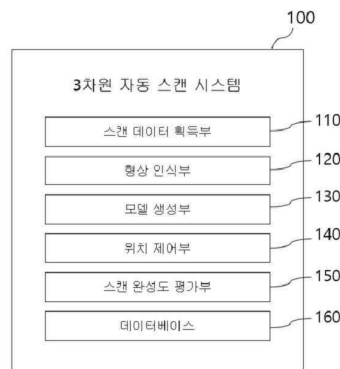 100
3차원 자동 스캔 시스템
스캔 데이터 획득부
110
형상 인식부
120
모델 생성부
130
위치 제어부
140
스캔 완성도 평가부
150
데이터베이스
160